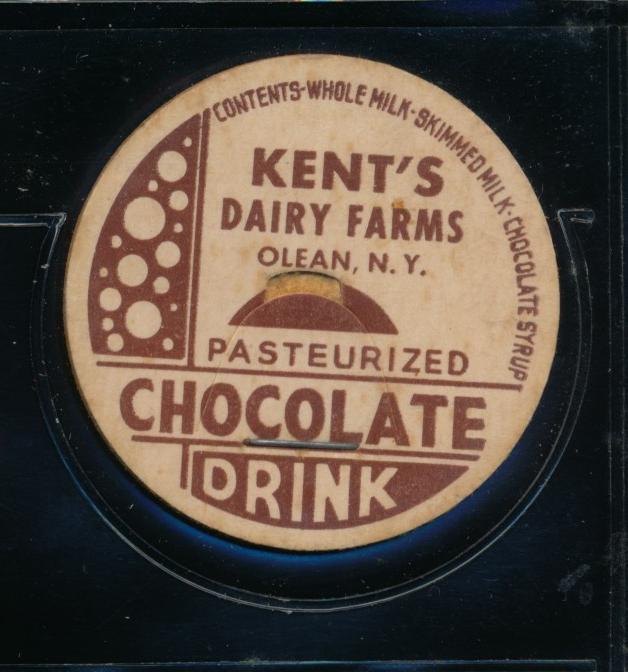 CONTENTS-WHOLE MILK-SKIMMED MILK-CHOCOLATE SYRUP
KENT'S
DAIRY FARMS
OLEAN, N. Y.
PASTEURIZED
CHOCOLATE
DRINK